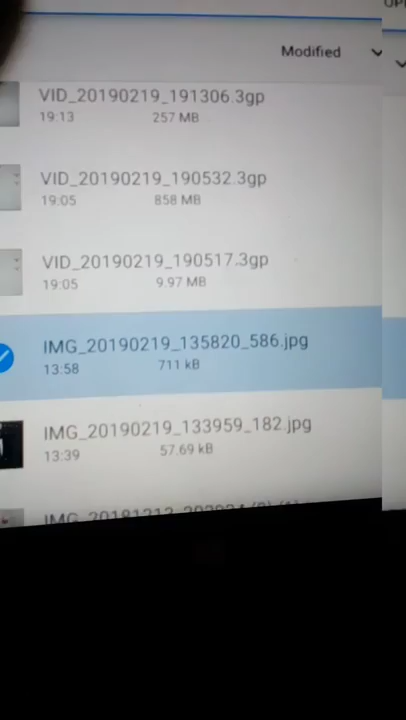 Modified
VID_20190219_191306.3gp
19:13 257 MB
VID_20190219_190532.3gp
19:05 858 MB
VID_20190219_190517.3gp
19:05 9.97 MB
IMG_20190219_135820_586.jpg
13:58 711 kB
IMG_20190219_133959_182.jpg
13:39 57.69 kB